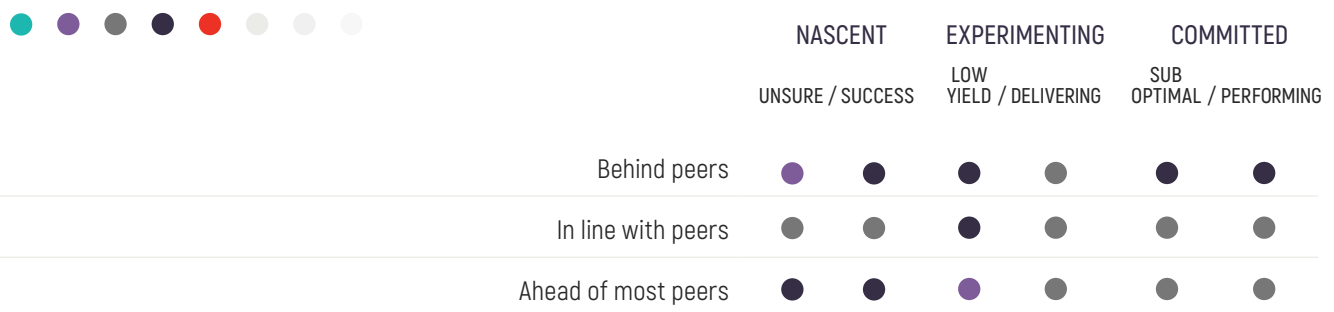 NASCENT EXPERIMENTING COMMITTED
LOW SUB
UNSURE / SUCCESS YIELD / DELIVERING OPTIMAL / PERFORMING
Behind peers
In line with peers
Ahead of most peers